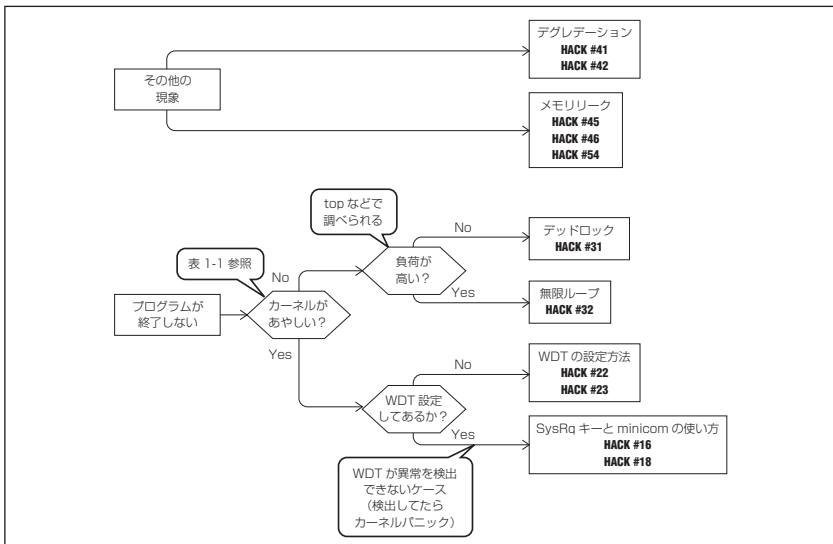 デグレデーション
HACK #41
HACK #42
その他の
現象
メモリリーク
HACK #45
HACK #46
HACK #54
top などで
調べられる
No
デッドロック
HACK #31
表 1-1 参照
No
負荷が
高い？
プログラムが
終了しない
カーネルが
あやしい？
Yes
無限ループ
HACK #32
Yes
No
WDT の設定方法
HACK #22
HACK #23
WDT 設定
してあるか？
Yes
SysRq キーと minicom の使い方
HACK #16
HACK #18
WDT が異常を検出
できないケース
（検出してたら
カーネルパニック）